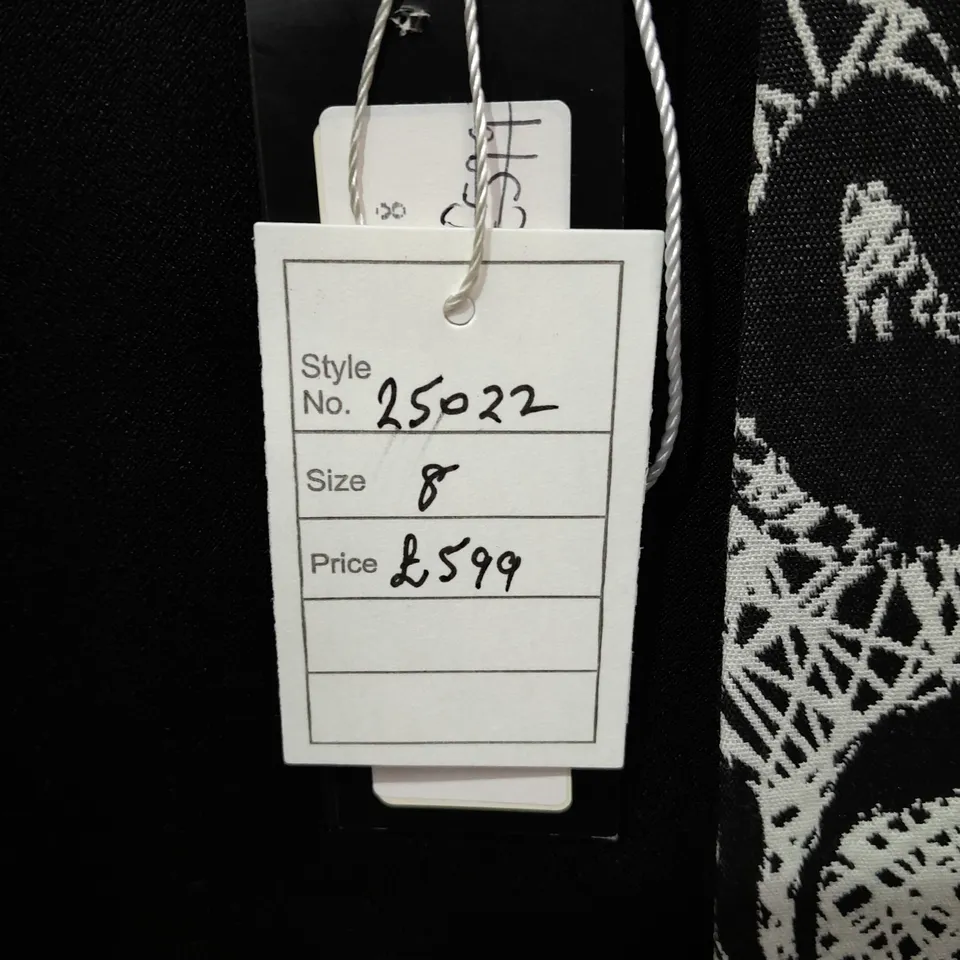 Style
No. 25022
Size 8
Price £599